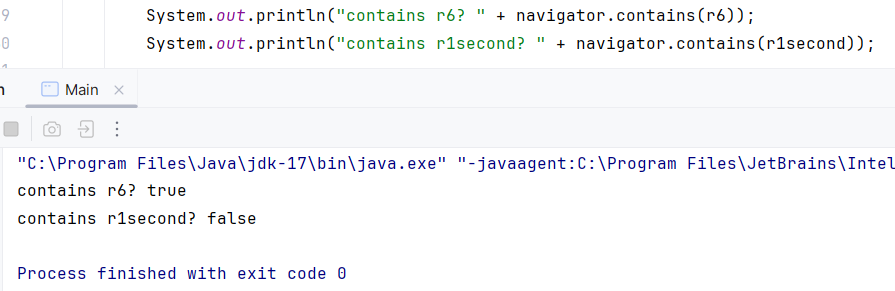 9 System.out.println("contains r6? " + navigator.contains(r6));
0 System.out.println("contains r1second? " + navigator.contains(r1second));
Main
"C:\Program Files\Java\jdk-17\bin\java.exe" "-javaagent:C:\Program Files\JetBrains\Intel
contains r6? true
contains r1second? false
Process finished with exit code 0